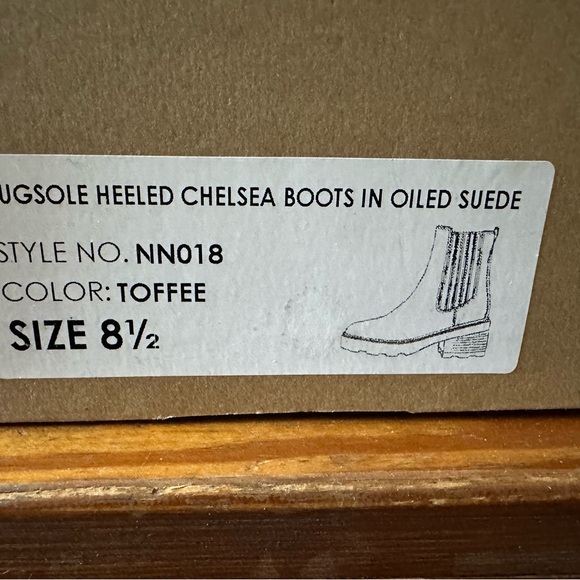 UGSOLE HEELED CHELSEA BOOTS IN OILED SUEDE
STYLE NO. NN018
COLOR: TOFFEE
SIZE 8½